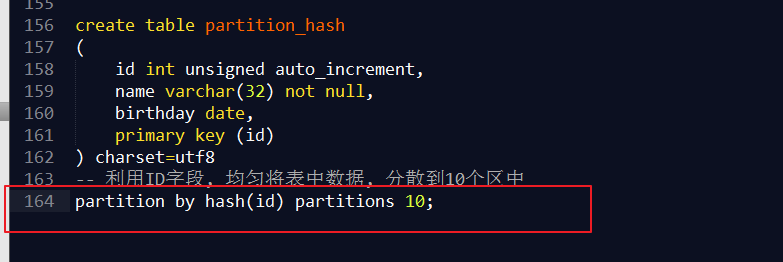 155
156 create table partition_hash
157 (
158 id int unsigned auto_increment,
159 name varchar(32) not null,
160 birthday date,
161 primary key (id)
162 ) charset=utf8
163 -- 利用ID字段, 均匀将表中数据, 分散到10个区中
164 partition by hash(id) partitions 10;